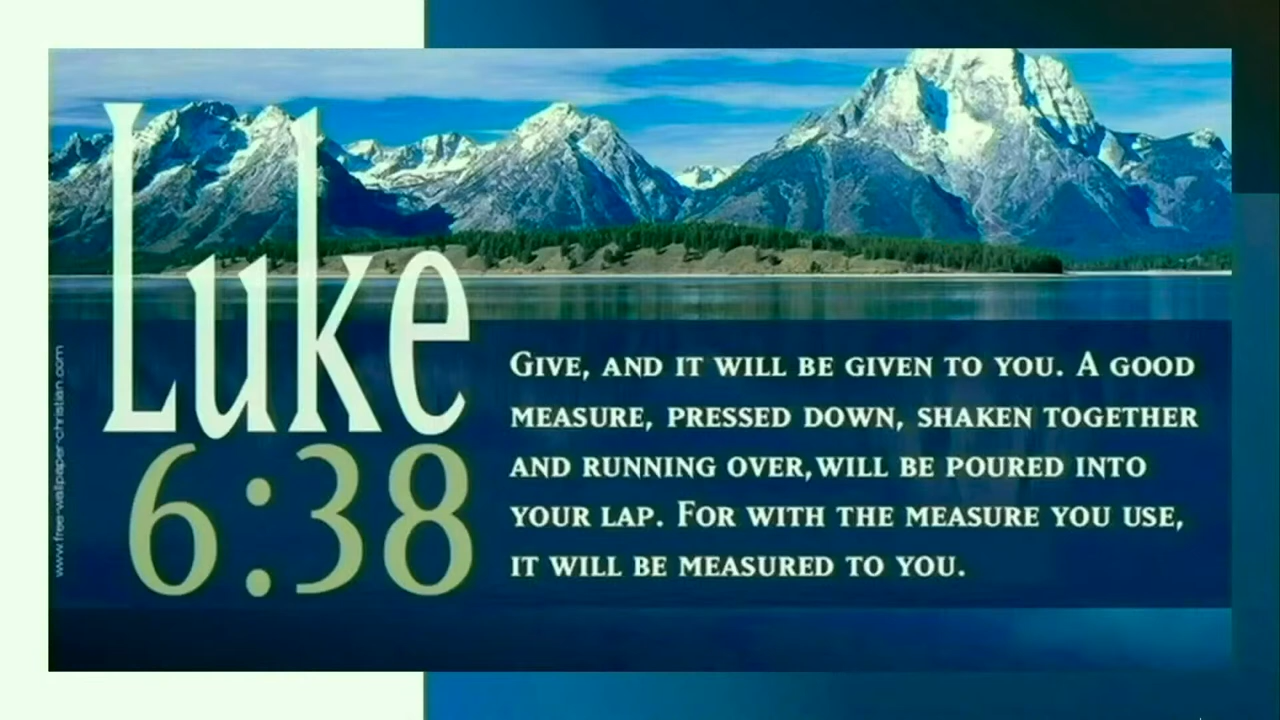 Luke
6:38
GIVE, AND IT WILL BE GIVEN TO YOU. A GOOD
MEASURE, PRESSED DOWN, SHAKEN TOGETHER
AND RUNNING OVER, WILL BE POURED INTO
YOUR LAP. FOR WITH THE MEASURE YOU USE,
IT WILL BE MEASURED TO YOU.
www.free-wallpaper-christian.com